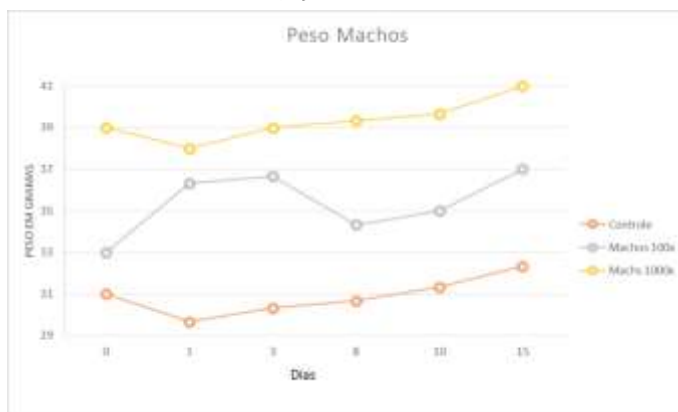 Peso Machos
41
39
37
35
33
31
29
PESO EM GRAMAS
0 1 3 8 10 15
Dias
Controle
Machos 100x
Machs 1000x